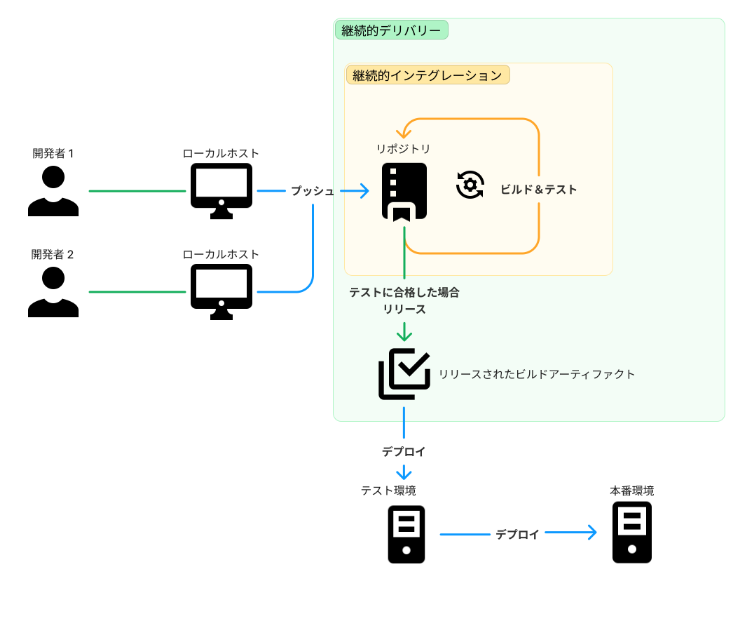 継続的デリバリー
継続的インテグレーション
開発者 1
ローカルホスト
リポジトリ
プッシュ
ビルド＆テスト
開発者 2
ローカルホスト
テストに合格した場合
リリース
リリースされたビルドアーティファクト
デプロイ
テスト環境
本番環境
デプロイ